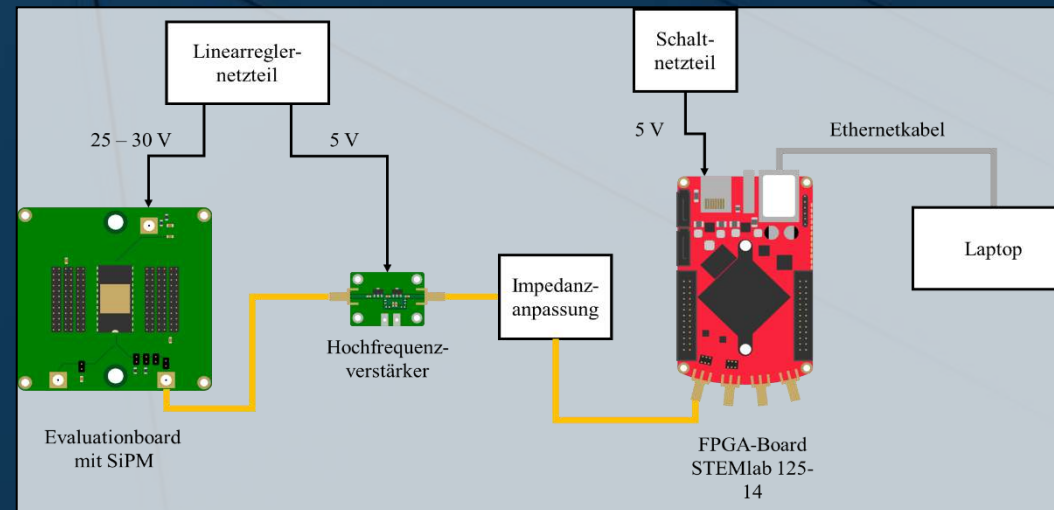 Linearregler-
netzteil
Schalt-
netzteil
25 – 30 V
5 V
5 V
Ethernetkabel
Laptop
Impedanz-
anpassung
Hochfrequenz-
verstärker
Evaluationboard
mit SiPM
FPGA-Board
STEMlab 125-
14